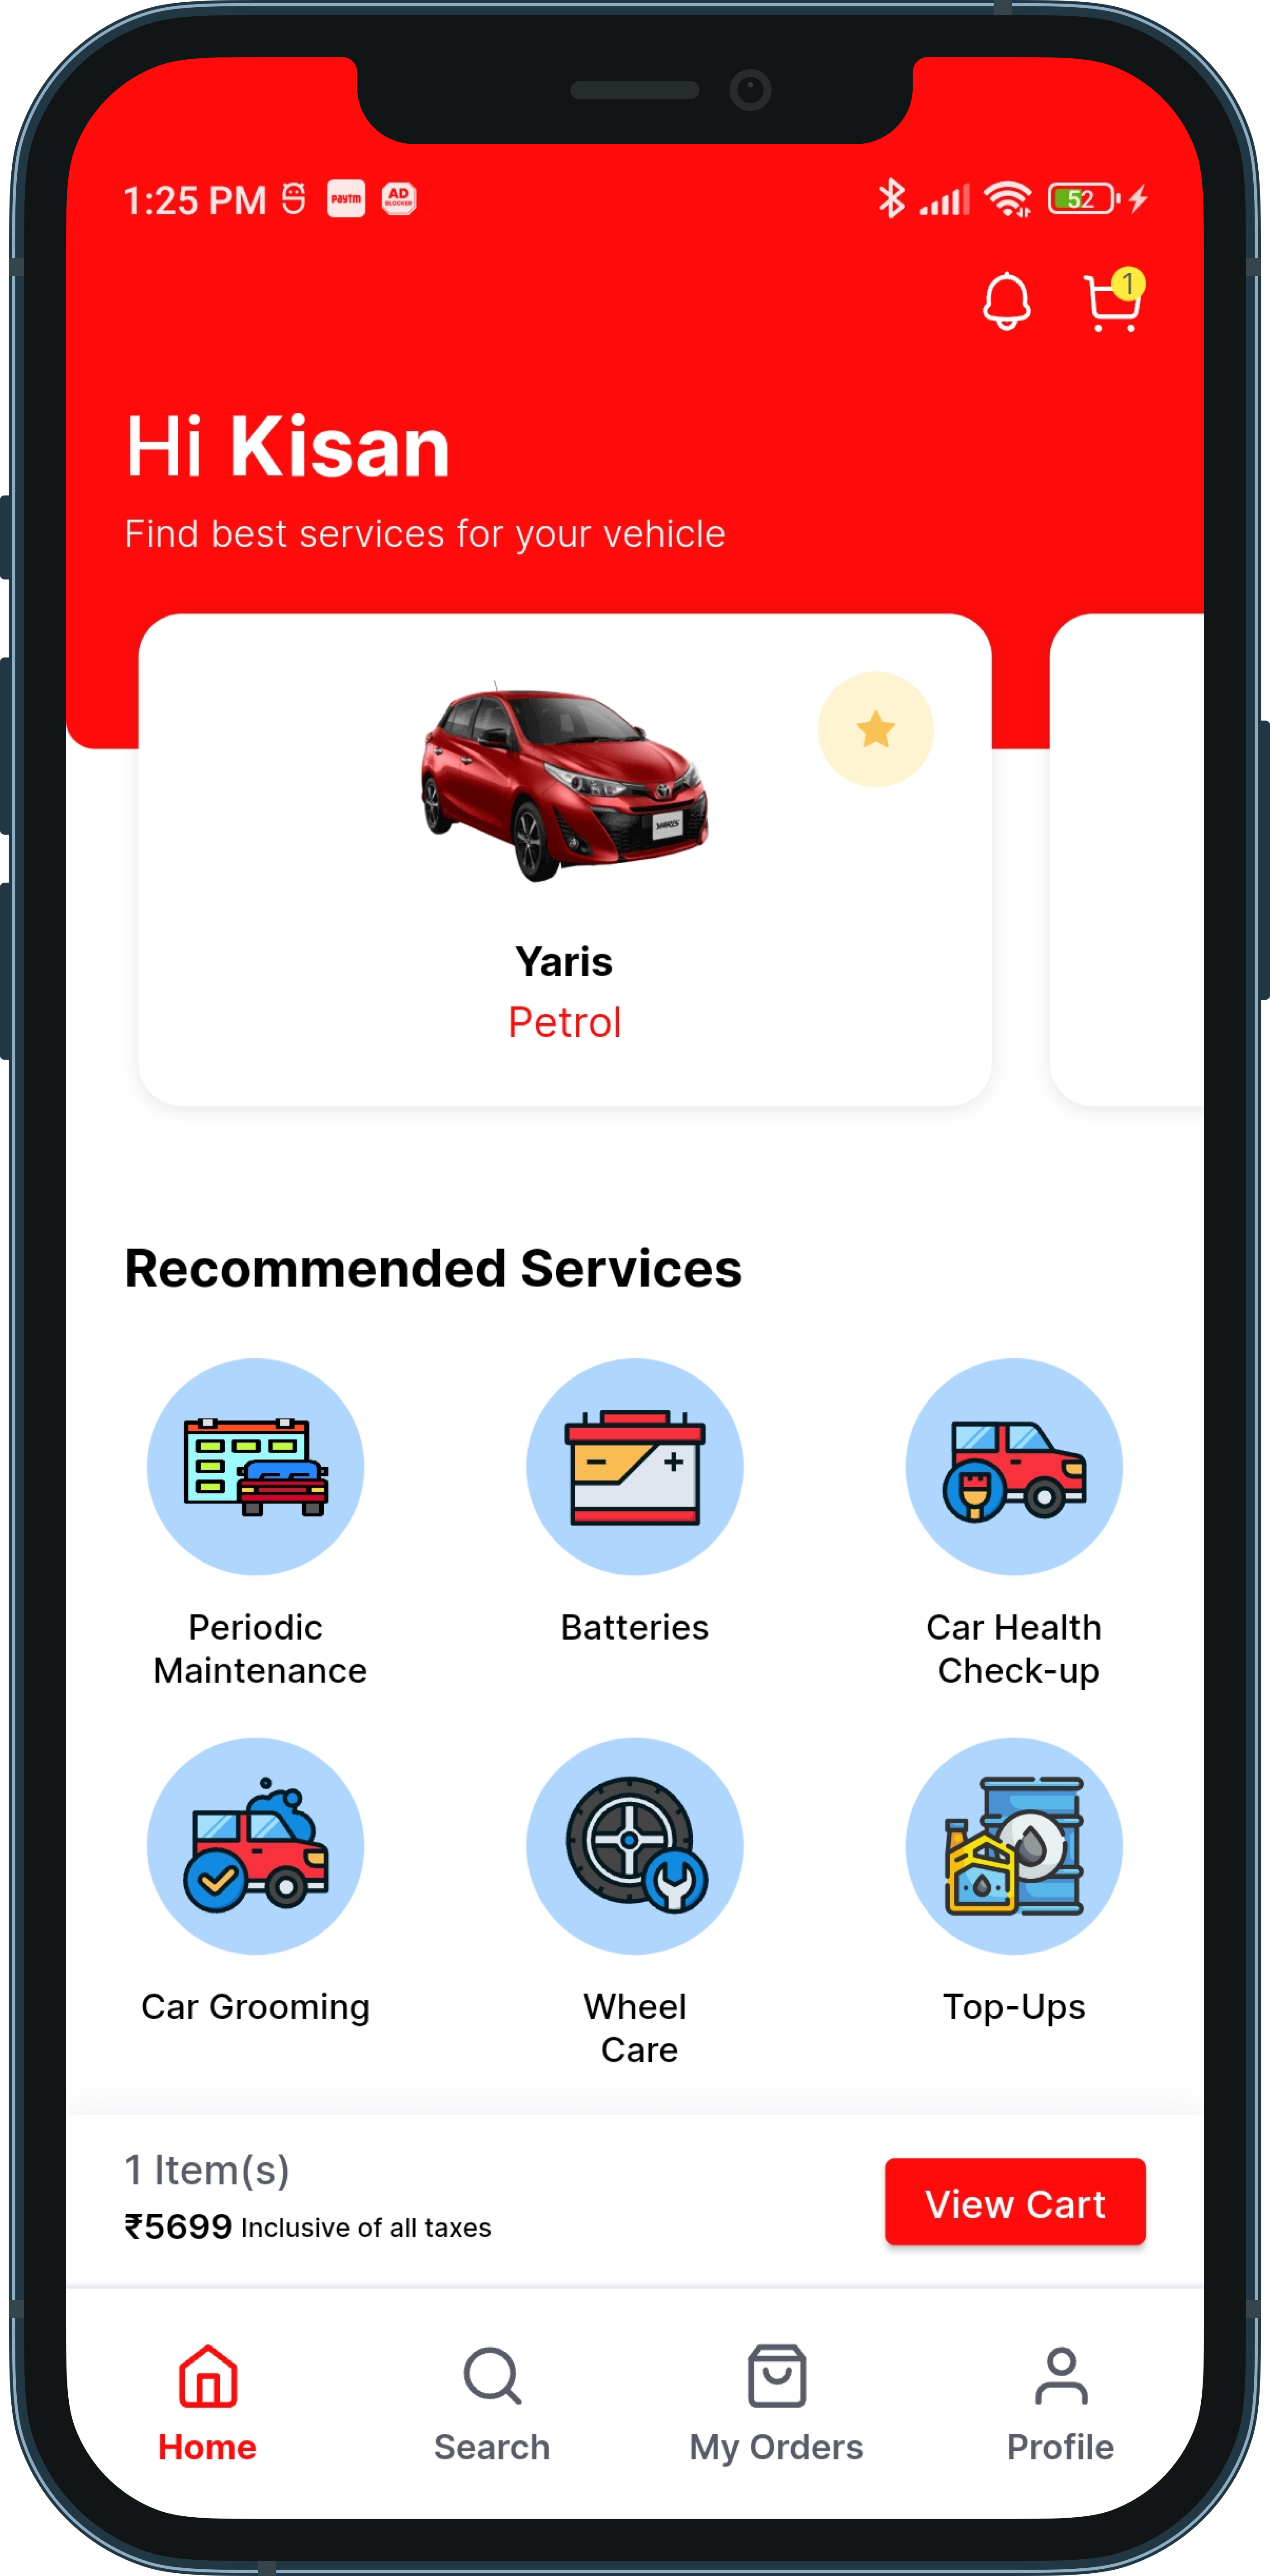 1:25 PM paytm AD BLOCKER 52
1
Hi Kisan
Find best services for your vehicle
YARIS
Yaris
Petrol
Recommended Services
Periodic Maintenance
Batteries
Car Health Check-up
Car Grooming
Wheel Care
Top-Ups
1 Item(s)
₹5699 Inclusive of all taxes
View Cart
Home
Search
My Orders
Profile